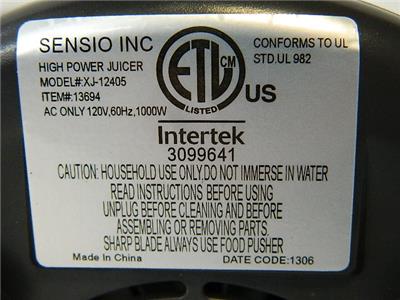 SENSIO INC
HIGH POWER JUICER
MODEL#:XJ-12405
ITEM#:13694
AC ONLY 120V,60Hz,1000W
ETL CM
LISTED
US
CONFORMS TO UL
STD.UL 982
Intertek
3099641
CAUTION: HOUSEHOLD USE ONLY.DO NOT IMMERSE IN WATER
READ INSTRUCTIONS BEFORE USING
UNPLUG BEFORE CLEANING AND BEFORE
ASSEMBLING OR REMOVING PARTS.
SHARP BLADE ALWAYS USE FOOD PUSHER
Made In China
DATE CODE:1306